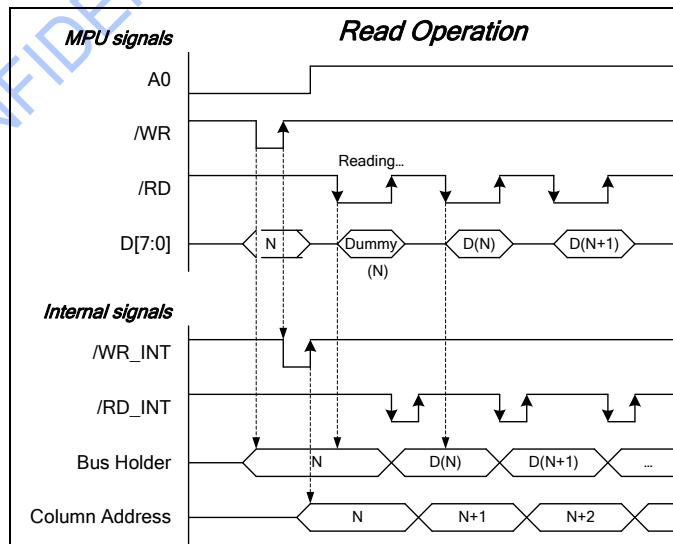 NFIDE
MPU signals Read Operation
A0
/WR
Reading...
/RD
D[7:0] N Dummy D(N) D(N+1)
(N)
Internal signals
/WR_INT
/RD_INT
Bus Holder N D(N) D(N+1) ...
Column Address N N+1 N+2